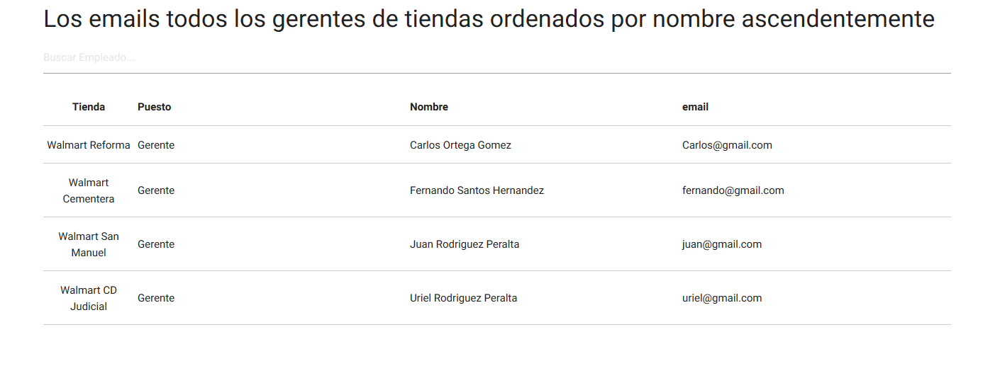 Los emails todos los gerentes de tiendas ordenados por nombre ascendentemente
Buscar Empleado...
Tienda Puesto Nombre email
Walmart Reforma Gerente Carlos Ortega Gomez Carlos@gmail.com
Walmart
Cementera Gerente Fernando Santos Hernandez fernando@gmail.com
Walmart San
Manuel Gerente Juan Rodriguez Peralta juan@gmail.com
Walmart CD
Judicial Gerente Uriel Rodriguez Peralta uriel@gmail.com